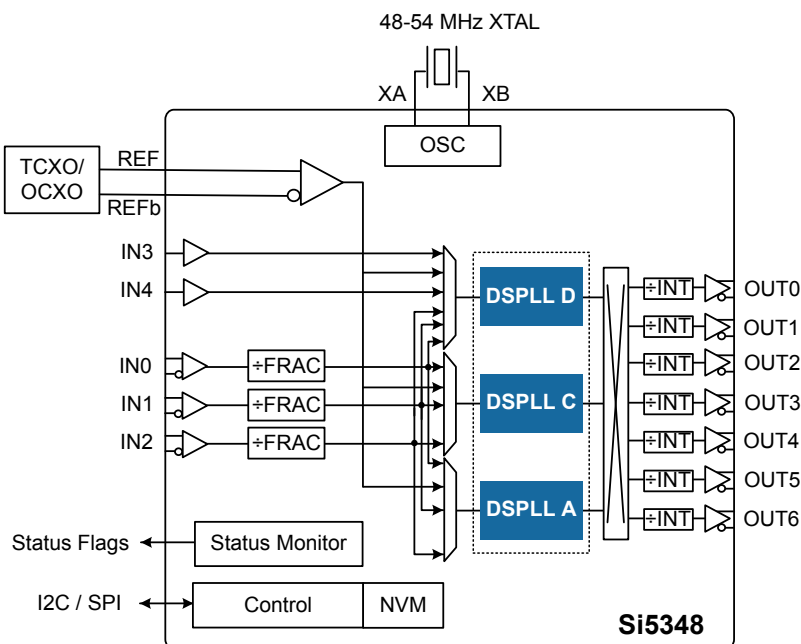 48-54 MHz XTAL
XA
XB
OSC
TCXO/
OCXO
REF
REFb
IN3
IN4
IN0
IN1
IN2
÷FRAC
÷FRAC
÷FRAC
DSPLL D
DSPLL C
DSPLL A
÷INT
OUT0
÷INT
OUT1
÷INT
OUT2
÷INT
OUT3
÷INT
OUT4
÷INT
OUT5
÷INT
OUT6
Status Flags
Status Monitor
I2C / SPI
Control
NVM
Si5348